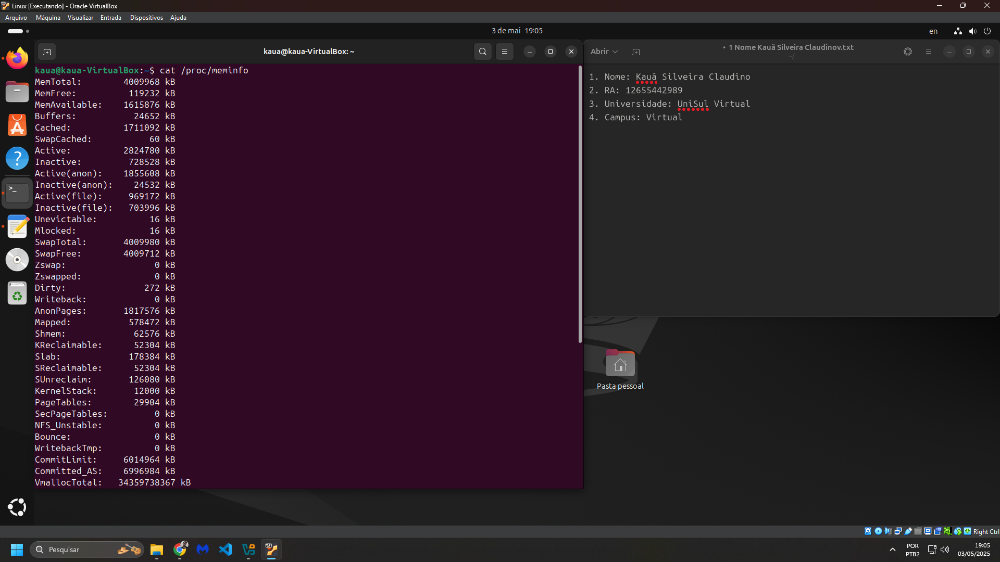 Linux [Executando] - Oracle VirtualBox
Arquivo Máquina Visualizar Entrada Dispositivos Ajuda
3 de mai 19:05
en
kaua@kaua-VirtualBox: ~
kaua@kaua-VirtualBox:~$ cat /proc/meminfo
MemTotal: 4009968 kB
MemFree: 119232 kB
MemAvailable: 1615876 kB
Buffers: 24652 kB
Cached: 1711092 kB
SwapCached: 60 kB
Active: 2824780 kB
Inactive: 728528 kB
Active(anon): 1855608 kB
Inactive(anon): 24532 kB
Active(file): 969172 kB
Inactive(file): 703996 kB
Unevictable: 16 kB
Mlocked: 16 kB
SwapTotal: 4009980 kB
SwapFree: 4009712 kB
Zswap: 0 kB
Zswapped: 0 kB
Dirty: 272 kB
Writeback: 0 kB
AnonPages: 1817576 kB
Mapped: 578472 kB
Shmem: 62576 kB
KReclaimable: 52304 kB
Slab: 178384 kB
SReclaimable: 52304 kB
SUnreclaim: 126080 kB
KernelStack: 12000 kB
PageTables: 29904 kB
SecPageTables: 0 kB
NFS_Unstable: 0 kB
Bounce: 0 kB
WritebackTmp: 0 kB
CommitLimit: 6014964 kB
Committed_AS: 6996984 kB
VmallocTotal: 34359738367 kB
Abrir
• 1 Nome Kauã Silveira Claudinov.txt
~/
1. Nome: Kauã Silveira Claudino
2. RA: 12655442989
3. Universidade: UniSul Virtual
4. Campus: Virtual
Pasta pessoal
Right Ctrl
Pesquisar
POR
PTB2
19:05
03/05/2025